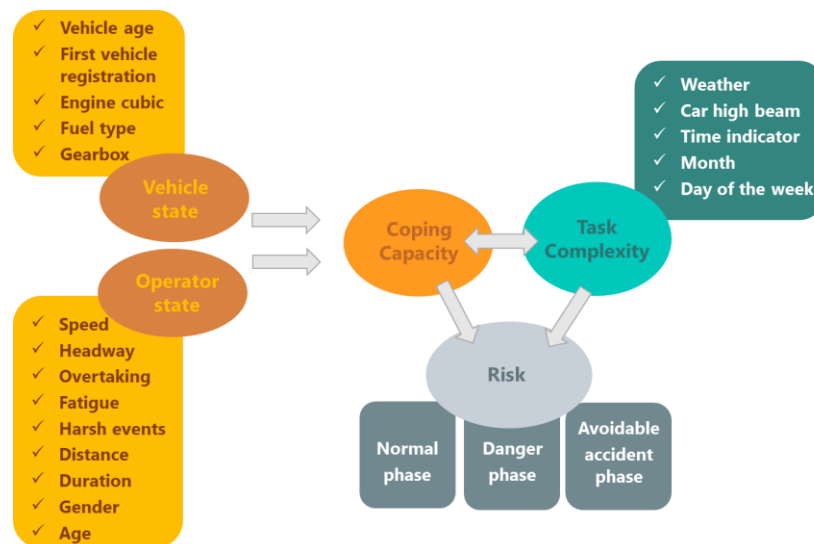 ✓ Vehicle age
✓ First vehicle
registration
✓ Engine cubic
✓ Fuel type
✓ Gearbox
Vehicle
state
Operator
state
✓ Speed
✓ Headway
✓ Overtaking
✓ Fatigue
✓ Harsh events
✓ Distance
✓ Duration
✓ Gender
✓ Age
Coping
Capacity
Task
Complexity
✓ Weather
✓ Car high beam
✓ Time indicator
✓ Month
✓ Day of the week
Risk
Normal
phase
Danger
phase
Avoidable
accident
phase